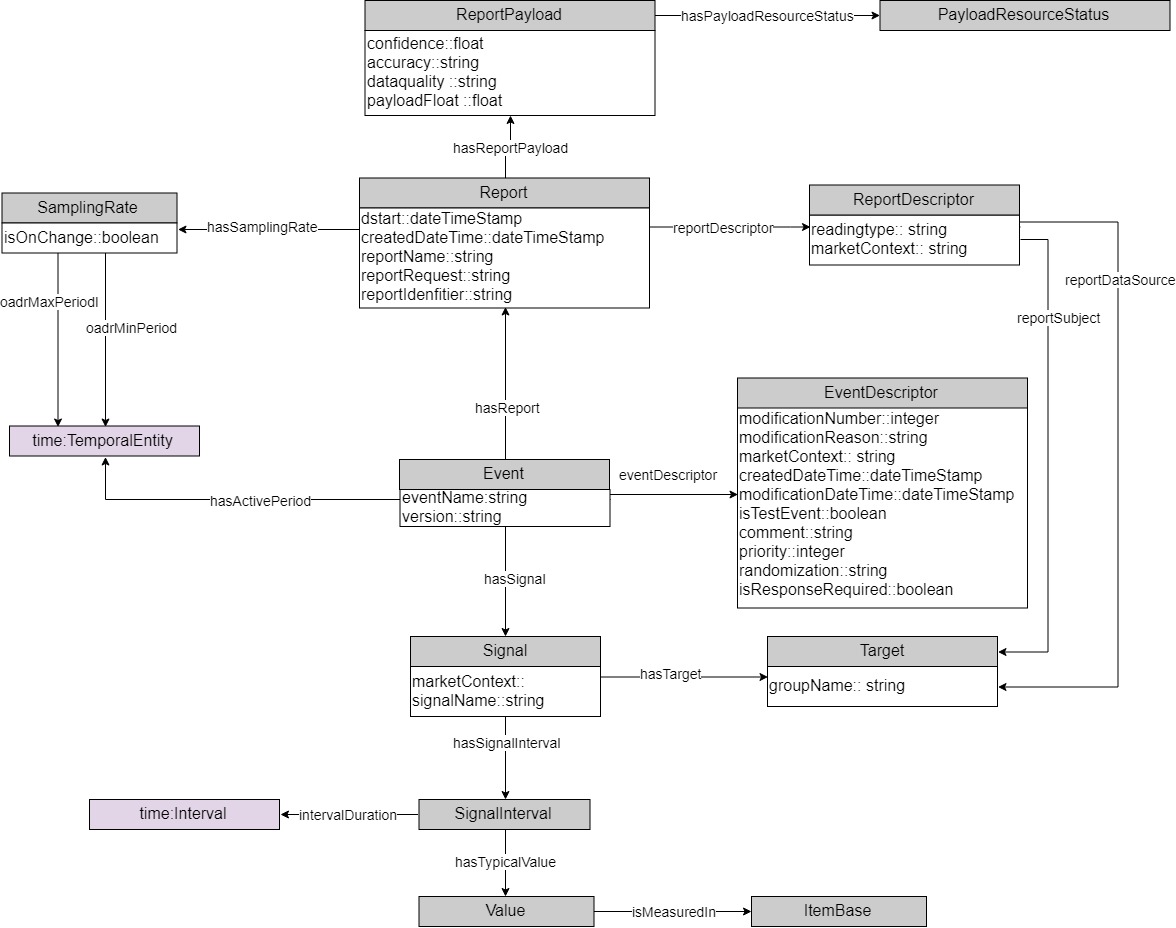 ReportPayload
hasPayloadResourceStatus
PayloadResourceStatus
confidence::float
accuracy::string
dataquality ::string
payloadFloat ::float
hasReportPayload
SamplingRate
isOnChange::boolean
hasSamplingRate
Report
dstart::dateTimeStamp
createdDateTime::dateTimeStamp
reportName::string
reportRequest::string
reportIdenfitier::string
reportDescriptor
ReportDescriptor
readingtype:: string
marketContext:: string
reportDataSource
reportSubject
oadrMaxPeriodl
oadrMinPeriod
time:TemporalEntity
hasReport
EventDescriptor
modificationNumber::integer
modificationReason::string
marketContext:: string
createdDateTime::dateTimeStamp
modificationDateTime::dateTimeStamp
isTestEvent::boolean
comment::string
priority::integer
randomization::string
isResponseRequired::boolean
Event
eventName:string
version::string
eventDescriptor
hasActivePeriod
hasSignal
Signal
marketContext::
signalName::string
hasTarget
Target
groupName:: string
hasSignalInterval
time:Interval
intervalDuration
SignalInterval
hasTypicalValue
Value
isMeasuredIn
ItemBase